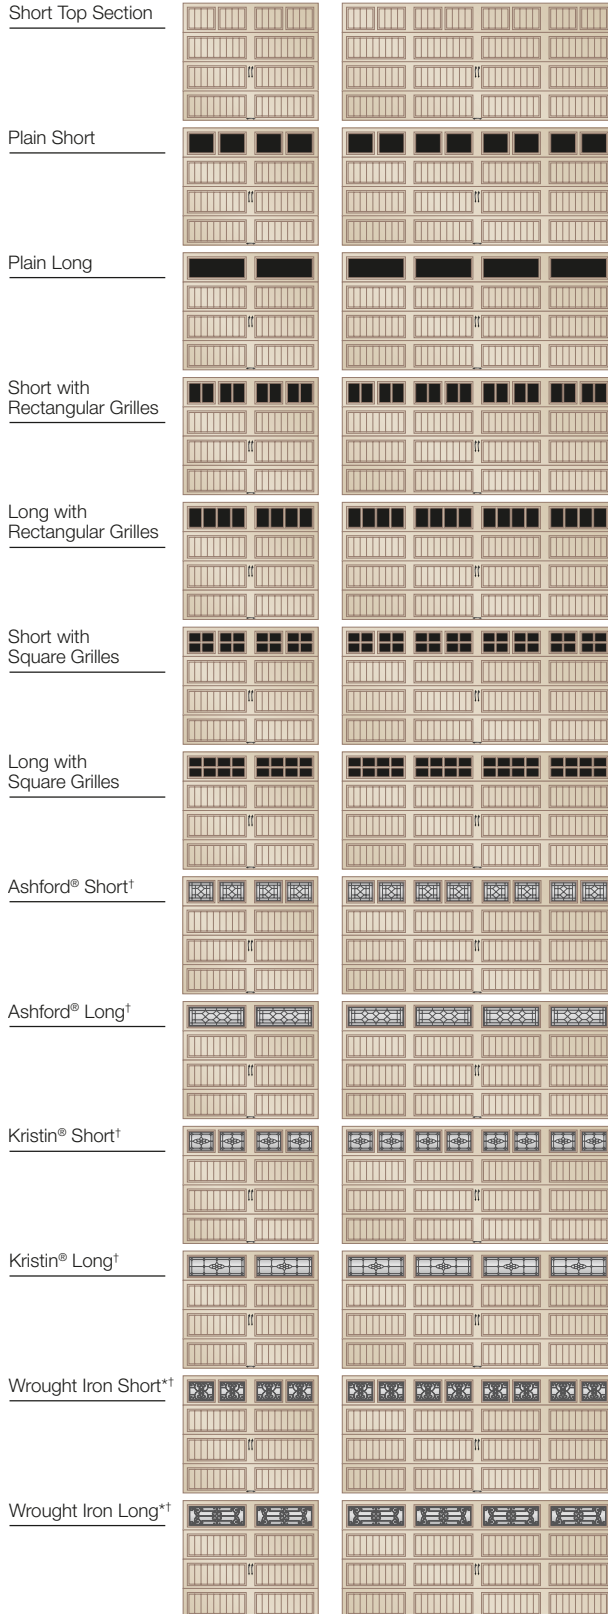 Short Top Section
Plain Short
Plain Long
Short with
Rectangular Grilles
Long with
Rectangular Grilles
Short with
Square Grilles
Long with
Square Grilles
Ashford® Short†
Ashford® Long†
Kristin® Short†
Kristin® Long†
Wrought Iron Short*†
Wrought Iron Long*†